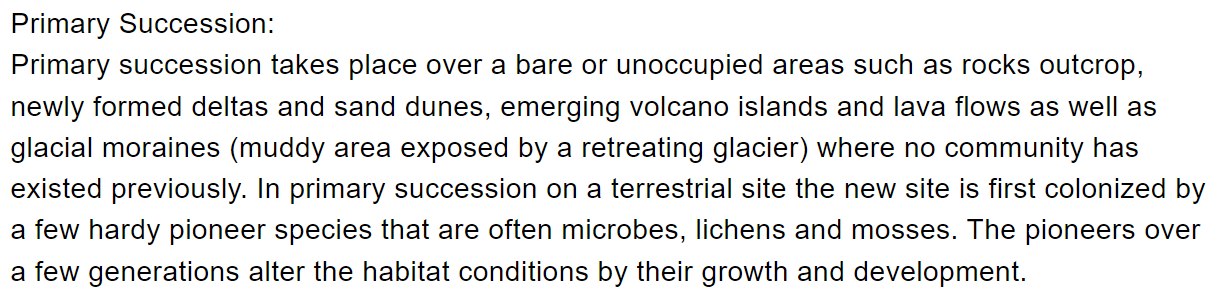 Primary Succession:
Primary succession takes place over a bare or unoccupied areas such as rocks outcrop,
newly formed deltas and sand dunes, emerging volcano islands and lava flows as well as
glacial moraines (muddy area exposed by a retreating glacier) where no community has
existed previously. In primary succession on a terrestrial site the new site is first colonized by
a few hardy pioneer species that are often microbes, lichens and mosses. The pioneers over
a few generations alter the habitat conditions by their growth and development.